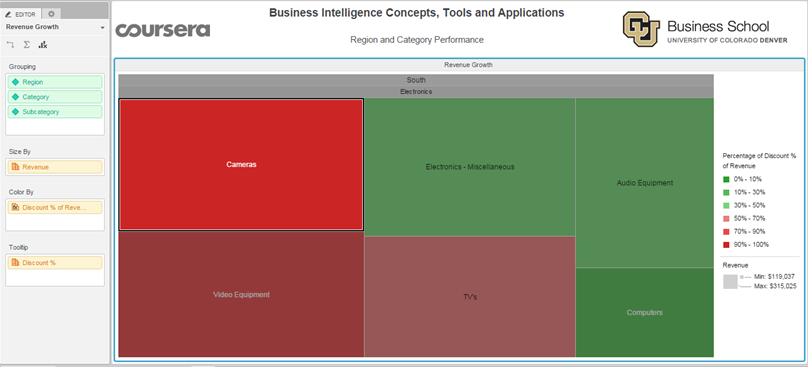 EDITOR
Revenue Growth
Grouping
Region
Category
Subcategory
Size By
Revenue
Color By
Discount % of Reve...
Tooltip
Discount %
coursera
Business Intelligence Concepts, Tools and Applications
Region and Category Performance
CU
Business School
UNIVERSITY OF COLORADO DENVER
Revenue Growth
South
Electronics
Cameras
Electronics - Miscellaneous
Audio Equipment
Video Equipment
TV's
Computers
Percentage of Discount %
of Revenue
0% - 10%
10% - 30%
30% - 50%
50% - 70%
70% - 90%
90% - 100%
Revenue
Min: $119,037
Max: $315,025